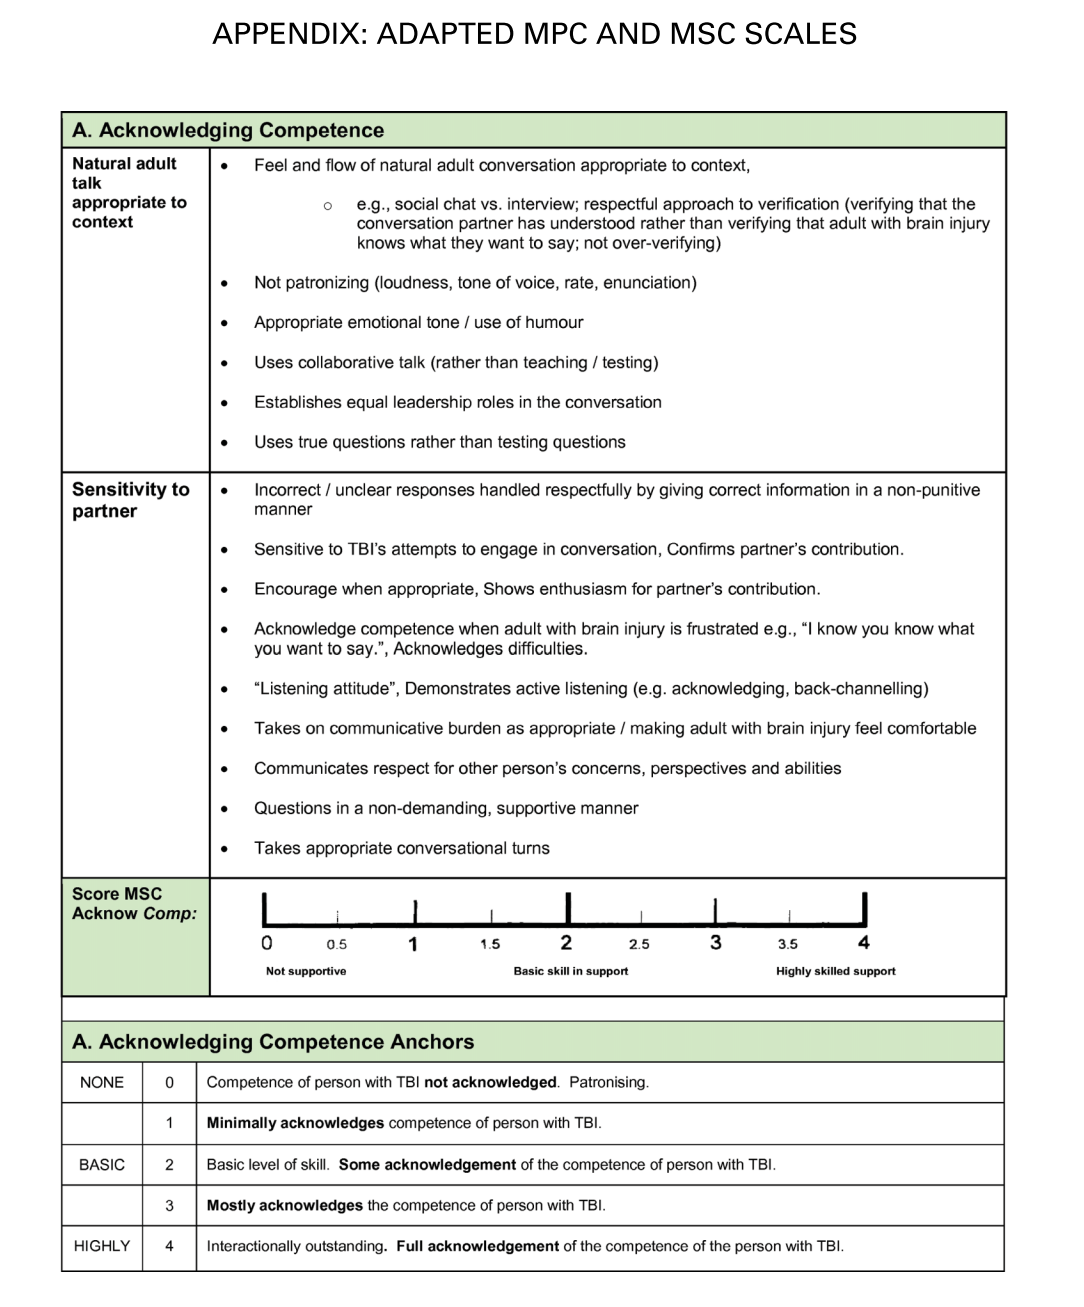 APPENDIX: ADAPTED MPC AND MSC SCALES
A. Acknowledging Competence
Natural adult
talk
appropriate to
context
• Feel and flow of natural adult conversation appropriate to context,
o e.g., social chat vs. interview; respectful approach to verification (verifying that the
conversation partner has understood rather than verifying that adult with brain injury
knows what they want to say; not over-verifying)
• Not patronizing (loudness, tone of voice, rate, enunciation)
• Appropriate emotional tone / use of humour
• Uses collaborative talk (rather than teaching / testing)
• Establishes equal leadership roles in the conversation
• Uses true questions rather than testing questions
Sensitivity to
partner
• Incorrect / unclear responses handled respectfully by giving correct information in a non-punitive
manner
• Sensitive to TBI’s attempts to engage in conversation, Confirms partner’s contribution.
• Encourage when appropriate, Shows enthusiasm for partner’s contribution.
• Acknowledge competence when adult with brain injury is frustrated e.g., “I know you know what
you want to say.”, Acknowledges difficulties.
• “Listening attitude”, Demonstrates active listening (e.g. acknowledging, back-channelling)
• Takes on communicative burden as appropriate / making adult with brain injury feel comfortable
• Communicates respect for other person’s concerns, perspectives and abilities
• Questions in a non-demanding, supportive manner
• Takes appropriate conversational turns
Score MSC
Acknow Comp:
0 0.5 1 1.5 2 2.5 3 3.5 4
Not supportive Basic skill in support Highly skilled support
A. Acknowledging Competence Anchors
NONE 0 Competence of person with TBI not acknowledged. Patronising.
1 Minimally acknowledges competence of person with TBI.
BASIC 2 Basic level of skill. Some acknowledgement of the competence of person with TBI.
3 Mostly acknowledges the competence of person with TBI.
HIGHLY 4 Interactionally outstanding. Full acknowledgement of the competence of the person with TBI.